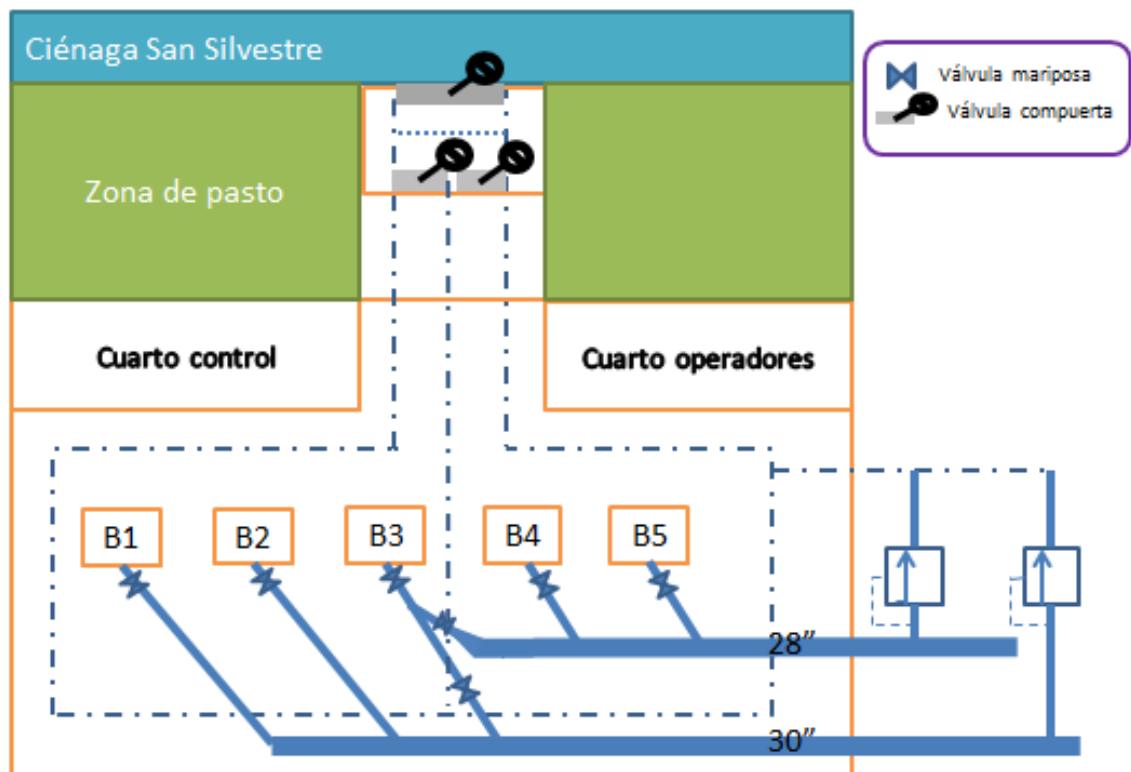 Ciénaga San Silvestre
Válvula mariposa
Válvula compuerta
Zona de pasto
Cuarto control
Cuarto operadores
B1
B2
B3
B4
B5
28”
30”